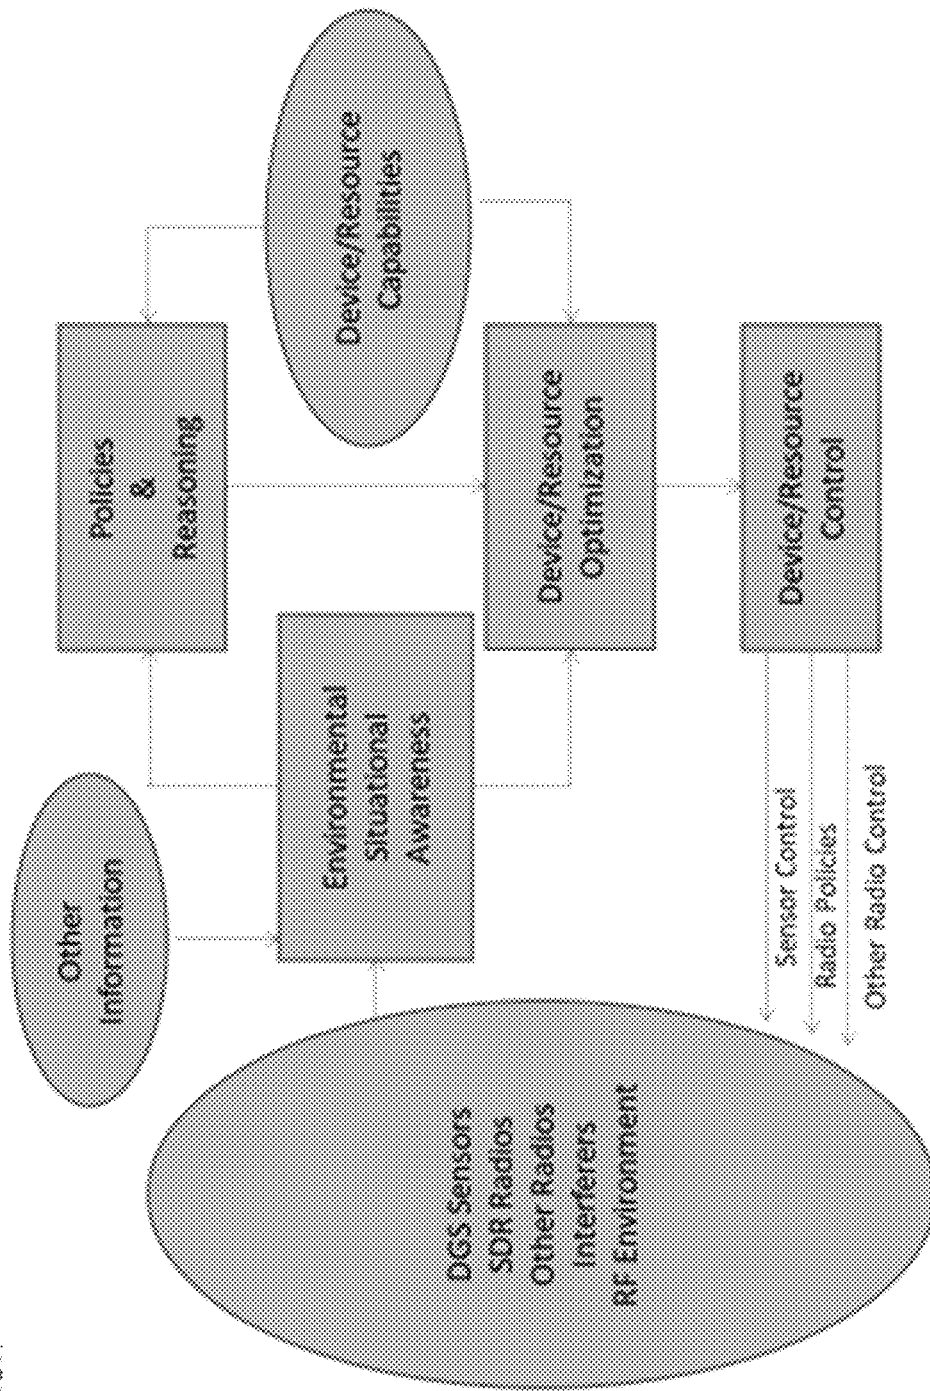 Other
Information
Policies
&
Reasoning
Environmental
Situational
Awareness
Device/Resource
Capabilities
DGS Sensors
SDR Radios
Other Radios
Interferers
RF Environment
Device/Resource
Optimization
Sensor Control
Radio Policies
Other Radio Control
Device/Resource
Control